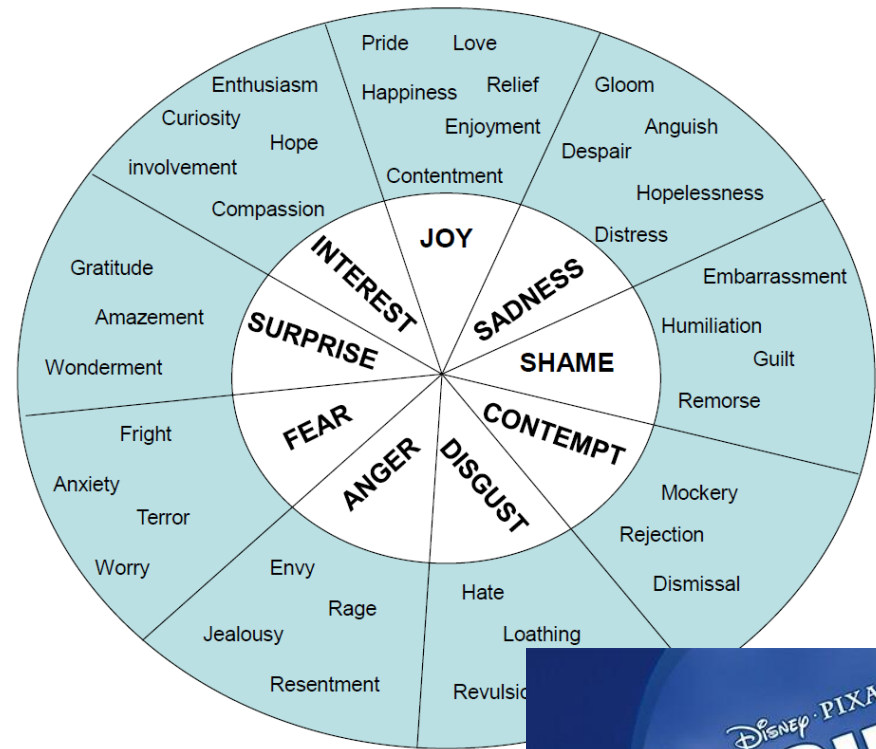 Pride Love
Happiness Relief
Enjoyment
Contentment
Gloom
Anguish
Despair
Hopelessness
Distress
Embarrassment
Humiliation
Guilt
Remorse
Mockery
Rejection
Dismissal
Hate
Loathing
Envy
Rage
Jealousy
Resentment
Fright
Anxiety
Terror
Worry
Gratitude
Amazement
Wonderment
Enthusiasm
Curiosity
Hope
involvement
Compassion
JOY
SADNESS
SHAME
CONTEMPT
DISGUST
ANGER
FEAR
SURPRISE
INTEREST
DISNEY · PIXA